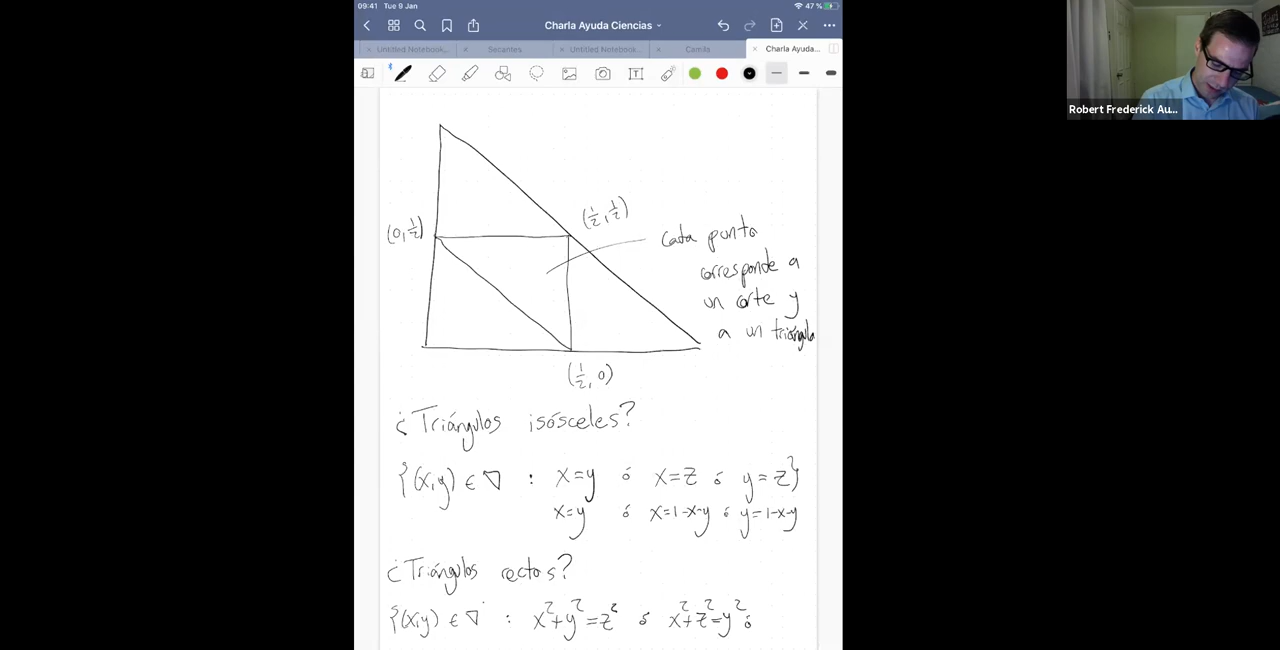 09:41 Tue 9 Jan
47 %
Charla Ayuda Ciencias
Untitled Notebook...
Secantes
Untitled Notebook...
Camila
Charla Ayuda...
Robert Frederick Au...
(0, 1/2)
(1/2, 1/2)
cada punto
corresponde a
un corte y
a un triángulo
(1/2, 0)
¿Triángulos isósceles?
{(x,y) ∈ ▽ : x=y ó x=z ó y=z}
x=y ó x=1-x-y ó y=1-x-y
¿Triángulos rectos?
{(x,y) ∈ ▽ : x²+y²=z² ó x²+z²=y² ó